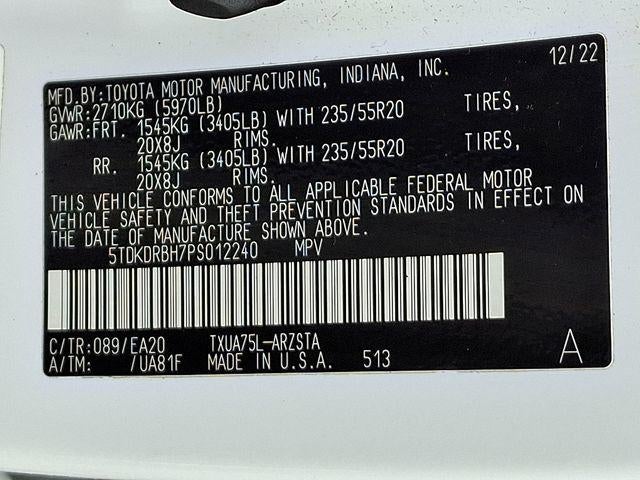 12/22
MFD.BY:TOYOTA MOTOR MANUFACTURING, INDIANA, INC.
GVWR:2710KG (5970LB)
GAWR:FRT. 1545KG (3405LB) WITH 235/55R20 TIRES,
20X8J RIMS.
RR. 1545KG (3405LB) WITH 235/55R20 TIRES,
20X8J RIMS.
THIS VEHICLE CONFORMS TO ALL APPLICABLE FEDERAL MOTOR
VEHICLE SAFETY AND THEFT PREVENTION STANDARDS IN EFFECT ON
THE DATE OF MANUFACTURE SHOWN ABOVE.
5TDKDRBH7PS012240 MPV
C/TR:089/EA20 TXUA75L-ARZSTA
A/TM: /UA81F MADE IN U.S.A. 513 A